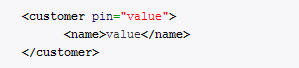 <customer pin="value">
<name>value</name>
</customer>